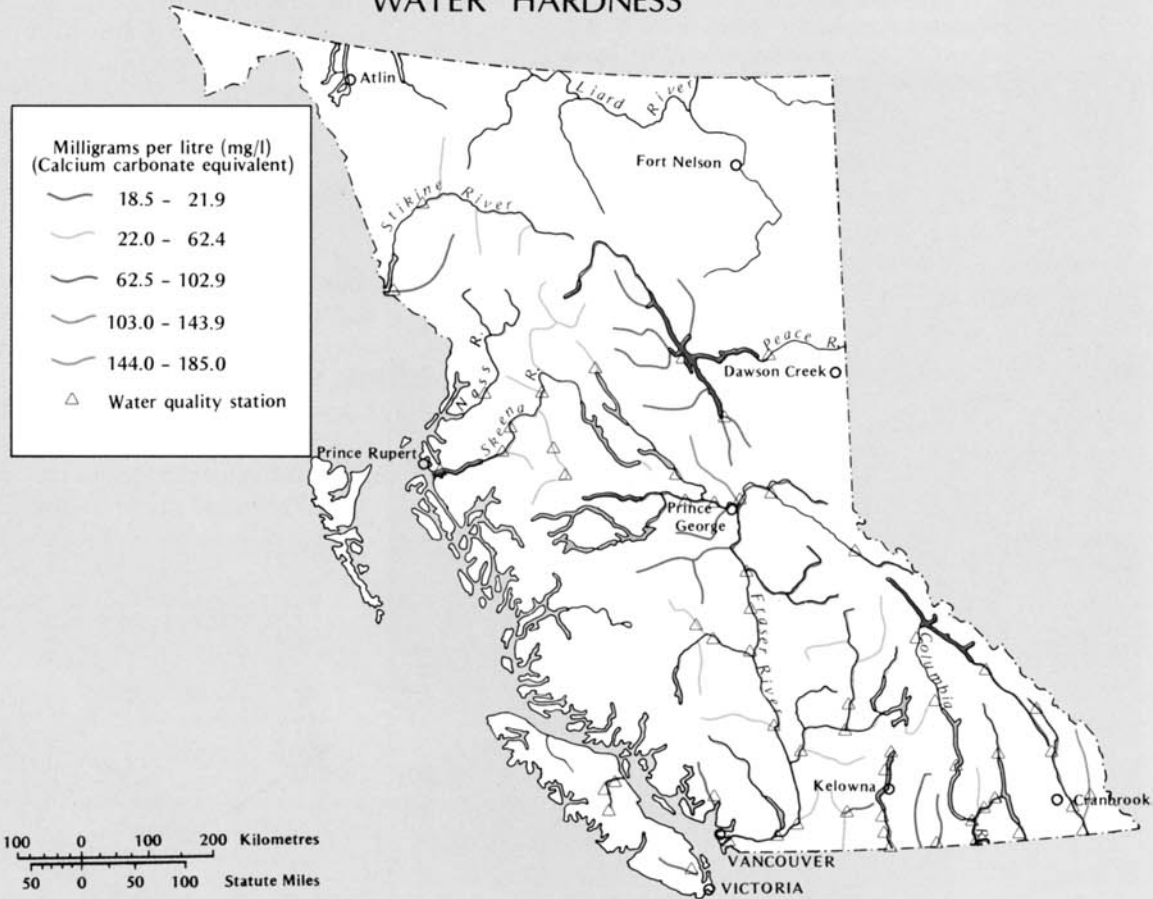 WATER HARDNESS
Atlin
Liard River
Milligrams per litre (mg/l)
(Calcium carbonate equivalent)
18.5 - 21.9
22.0 - 62.4
62.5 - 102.9
103.0 - 143.9
144.0 - 185.0
Water quality station
Fort Nelson
Stikine River
Nass R.
Peace R.
Dawson Creek
Skeena R.
Prince Rupert
Prince
George
Fraser River
Columbia
R.
Kelowna
Cranbrook
VANCOUVER
VICTORIA
100 0 100 200 Kilometres
50 0 50 100 Statute Miles